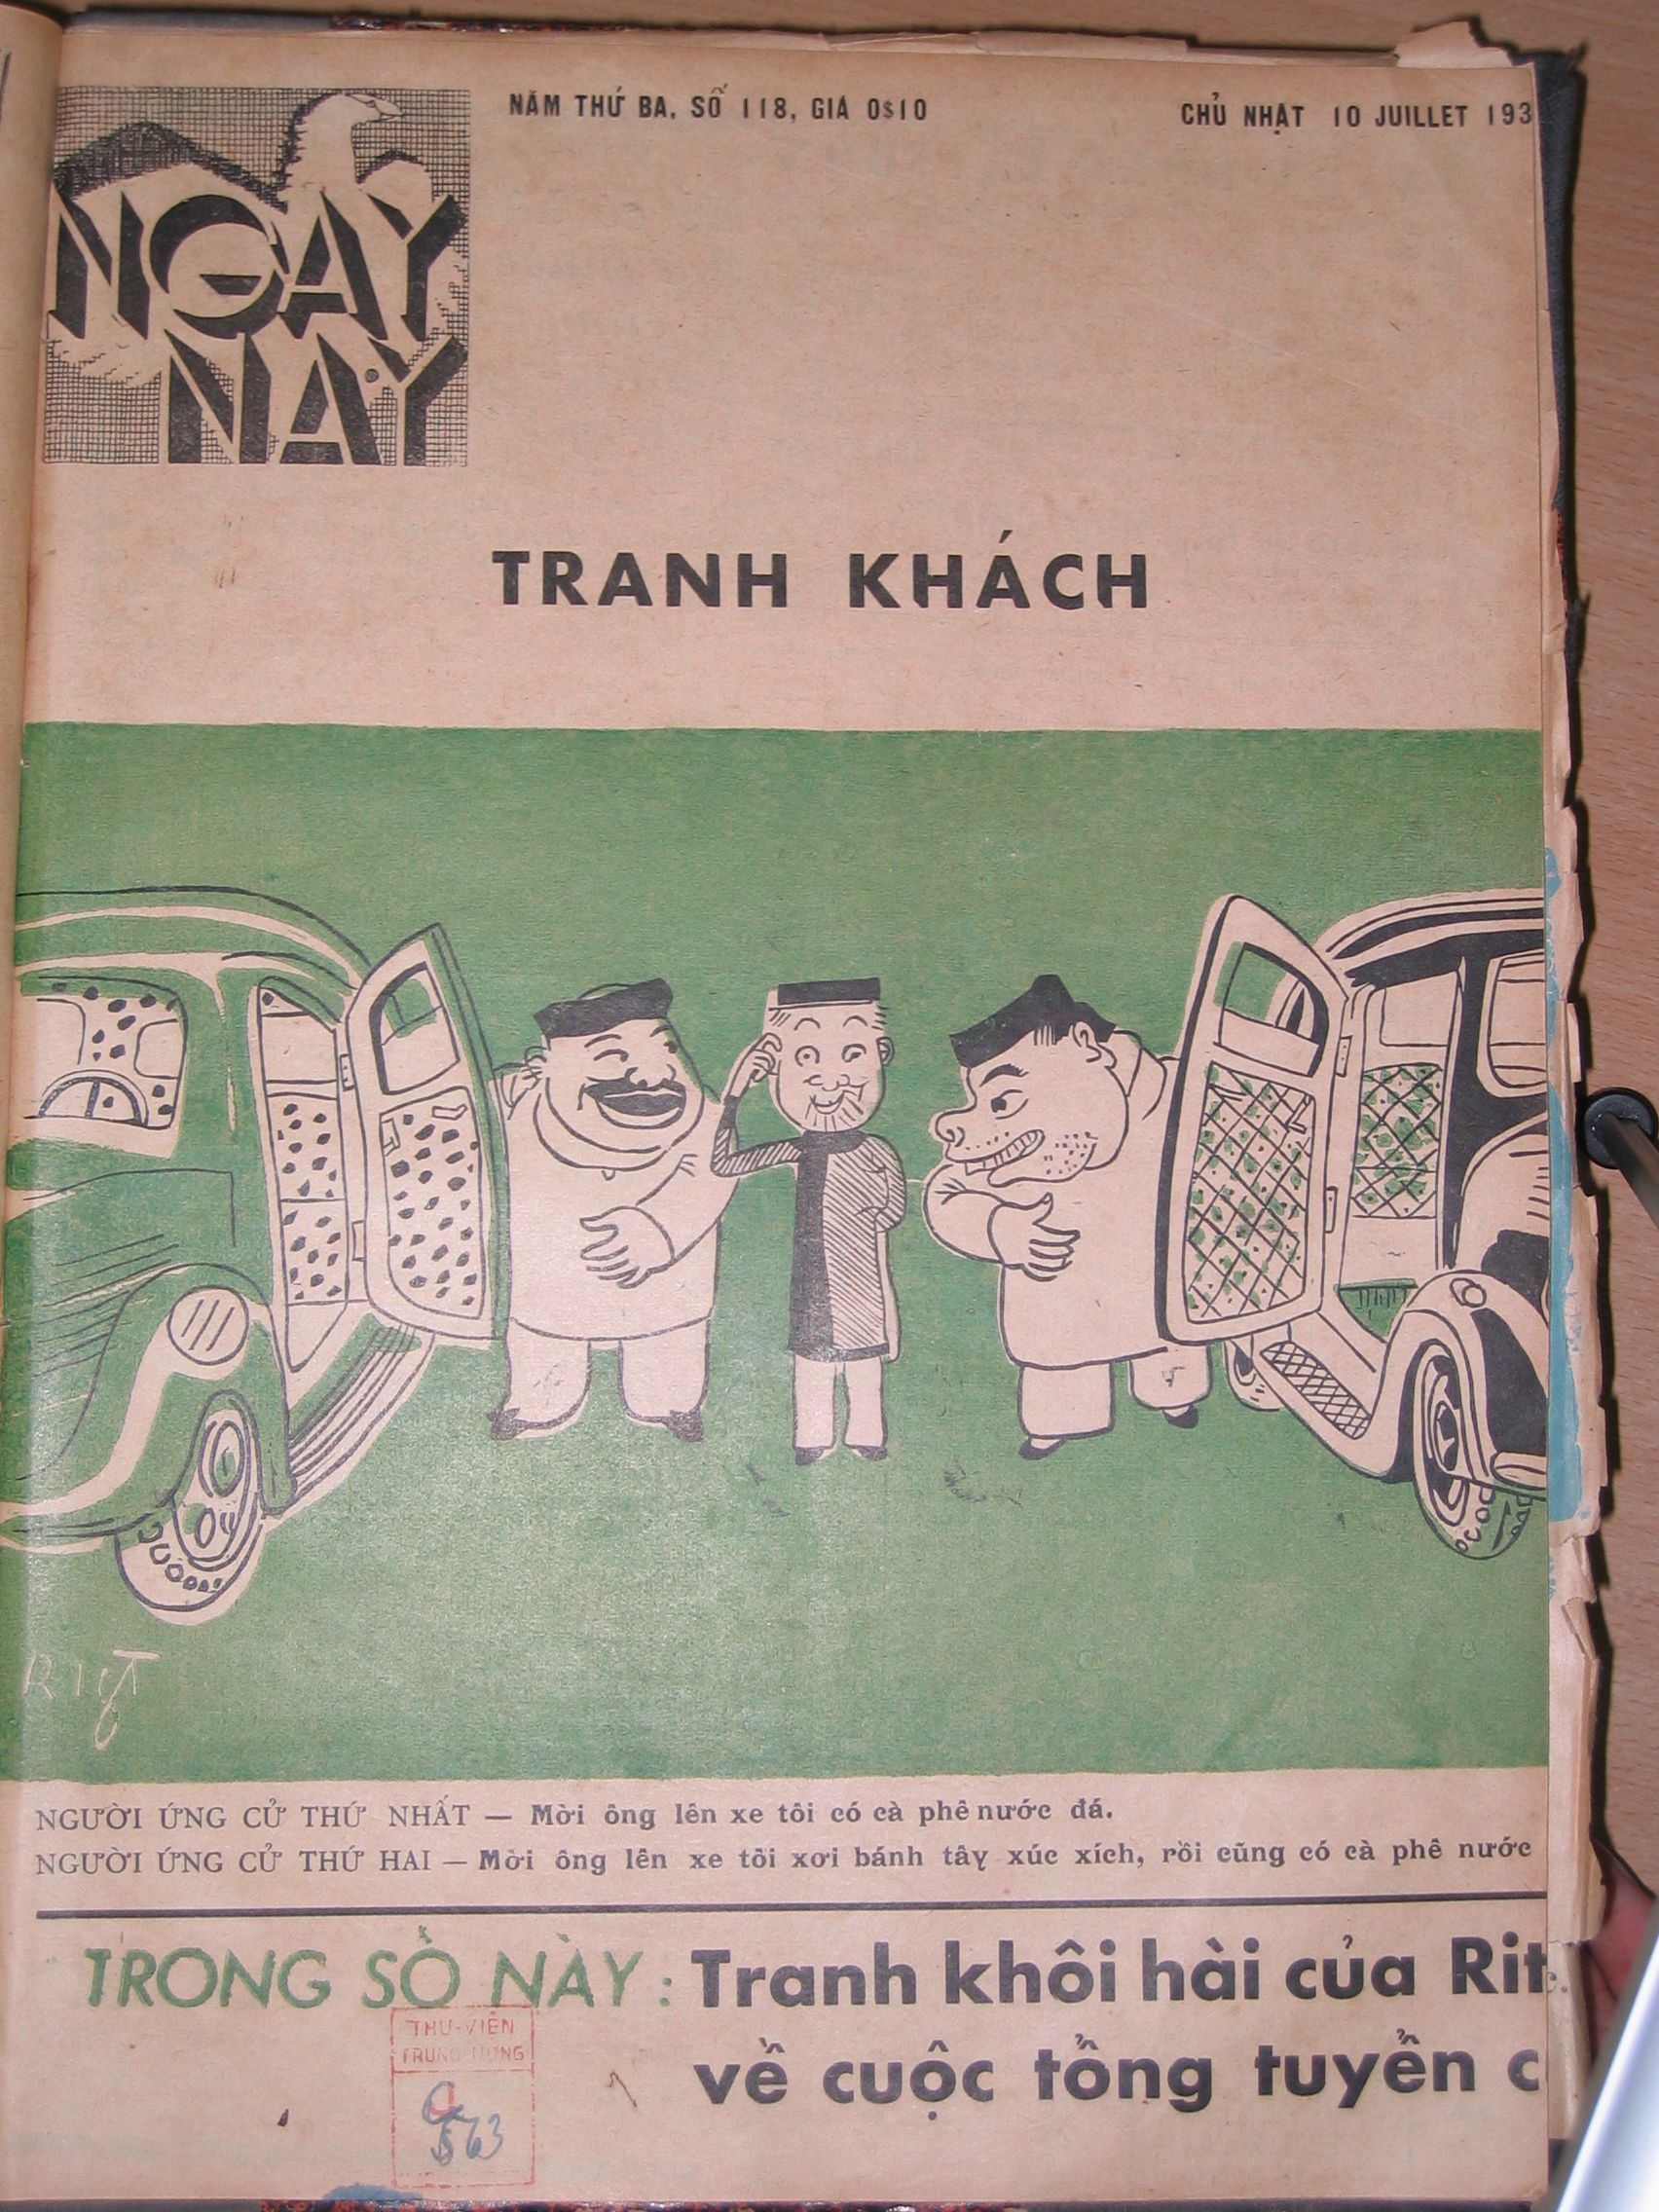 NGAY NAY
NĂM THỨ BA, SỐ 118, GIÁ 0$10
CHỦ NHẬT 10 JUILLET 193
TRANH KHÁCH
RIGT
NGƯỜI ỨNG CỬ THỨ NHẤT — Mời ông lên xe tôi có cà phê nước đá.
NGƯỜI ỨNG CỬ THỨ HAI — Mời ông lên xe tôi xơi bánh tây xúc xích, rồi cũng có cà phê nước
TRONG SỐ NÀY : Tranh khôi hài của Rit
về cuộc tổng tuyển c
THƯ-VIỆN
TRUNG ƯƠNG
563